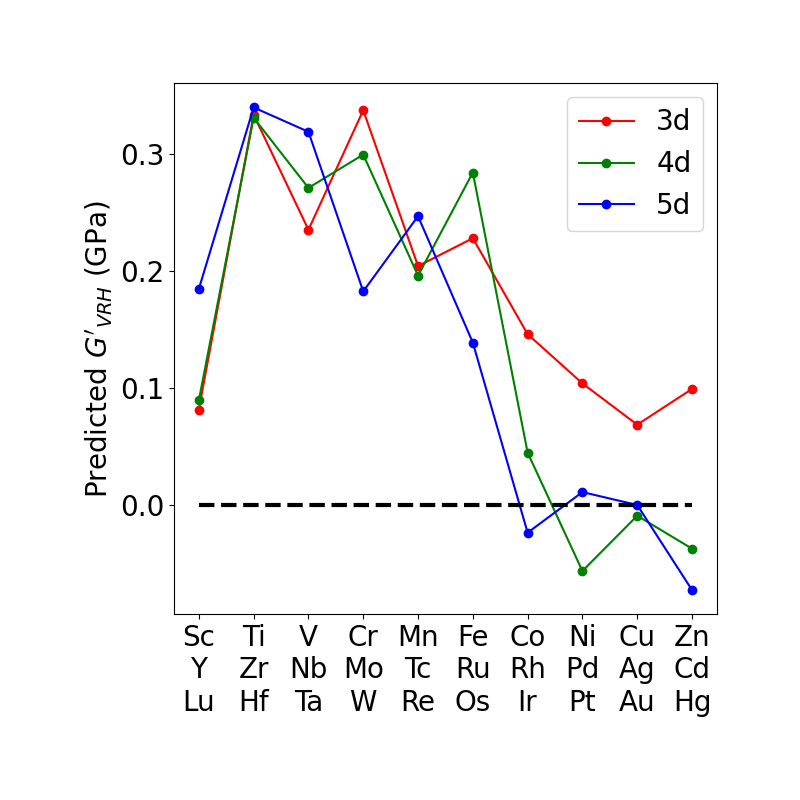 3d
4d
5d
0.3
0.2
0.1
0.0
Predicted G'VRH (GPa)
Sc Ti V Cr Mn Fe Co Ni Cu Zn
Y Zr Nb Mo Tc Ru Rh Pd Ag Cd
Lu Hf Ta W Re Os Ir Pt Au Hg